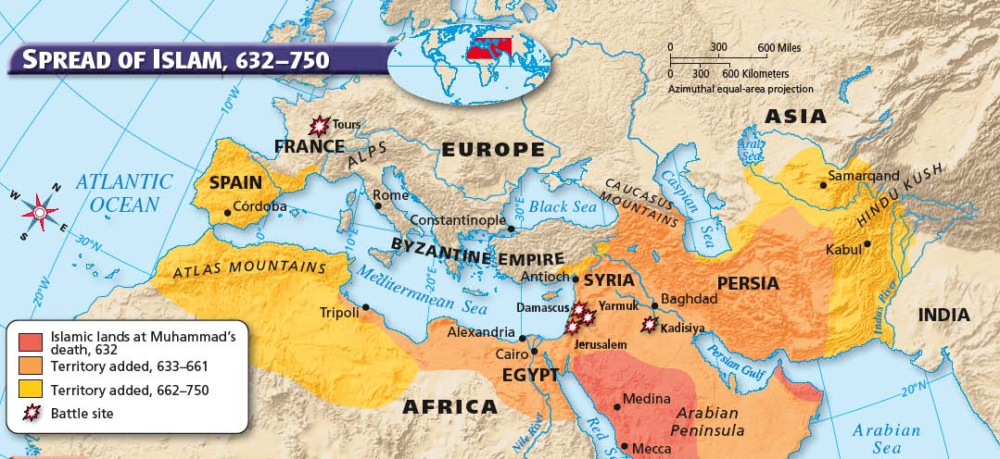 SPREAD OF ISLAM, 632–750
0 300 600 Miles
0 300 600 Kilometers
Azimuthal equal-area projection
ASIA
10°W
Tours
FRANCE
ALPS
EUROPE
Aral
Sea
Samarqand
HINDU KUSH
ATLANTIC
OCEAN
SPAIN
Córdoba
Rome
Constantinople
30°E
Black Sea
CAUCASUS
MOUNTAINS
Caspian
Sea
W
N
E
S
30°N
0°
10°E
20°E
20°W
BYZANTINE EMPIRE
Kabul
ATLAS MOUNTAINS
Mediterranean Sea
Antioch
SYRIA
PERSIA
Tripoli
Damascus
Yarmuk
Baghdad
Indus River
INDIA
Alexandria
Jerusalem
Kadisiya
Cairo
EGYPT
Persian Gulf
20°N
AFRICA
Nile River
Red S
Medina
Mecca
Arabian
Peninsula
Arabian
Sea
Islamic lands at Muhammad's
death, 632
Territory added, 633–661
Territory added, 662–750
Battle site